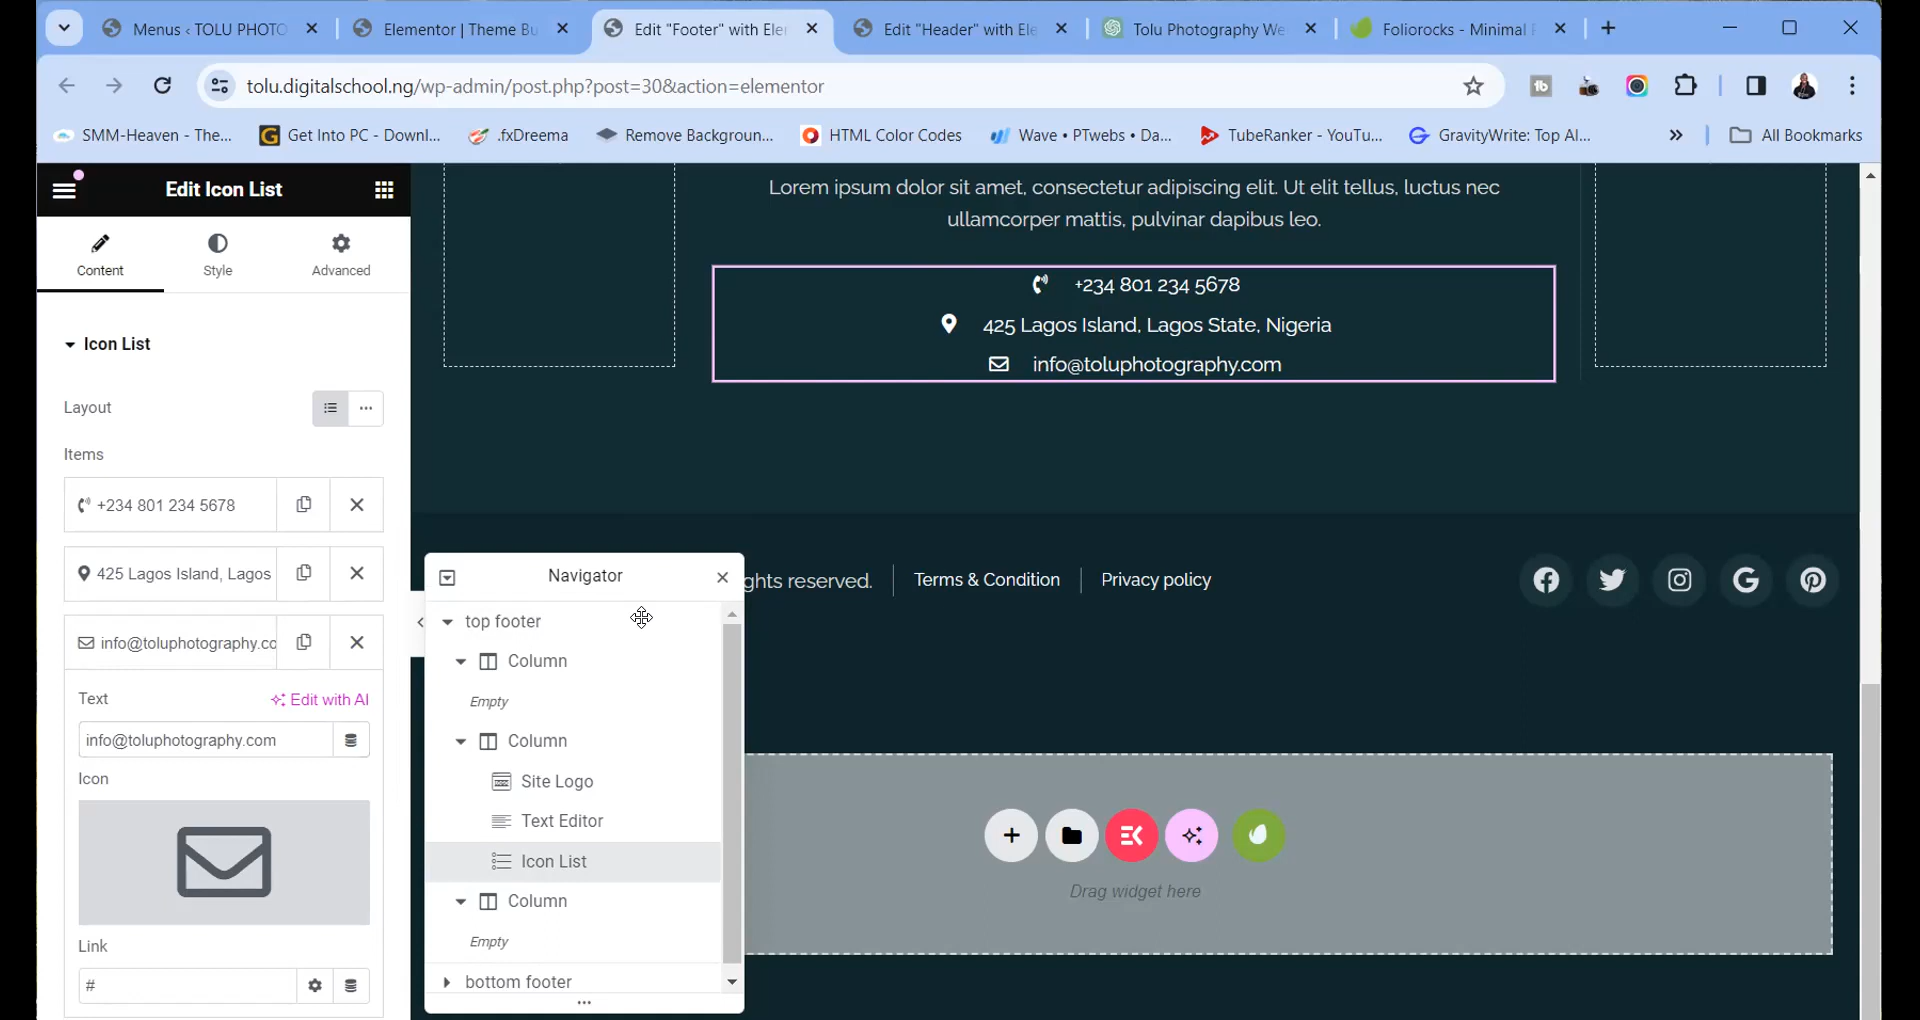 Menus ‹ TOLU PHOTO
Elementor | Theme Bu
Edit "Footer" with Ele
Edit "Header" with Ele
Tolu Photography We
Foliorocks - Minimal
tolu.digitalschool.ng/wp-admin/post.php?post=30&action=elementor
SMM-Heaven - The...
Get Into PC - Downl...
.fxDreema
Remove Backgroun...
HTML Color Codes
Wave • PTwebs • Da...
TubeRanker - YouTu...
GravityWrite: Top AI...
»
All Bookmarks
Edit Icon List
Content
Style
Advanced
Icon List
Layout
Items
+234 801 234 5678
425 Lagos Island, Lagos
info@toluphotography.co
Text
Edit with AI
info@toluphotography.com
Icon
Link
#
Lorem ipsum dolor sit amet, consectetur adipiscing elit. Ut elit tellus, luctus nec
ullamcorper mattis, pulvinar dapibus leo.
+234 801 234 5678
425 Lagos Island, Lagos State, Nigeria
info@toluphotography.com
ghts reserved.
Terms & Condition
Privacy policy
Navigator
top footer
Column
Empty
Column
Site Logo
Text Editor
Icon List
Column
Empty
bottom footer
Drag widget here